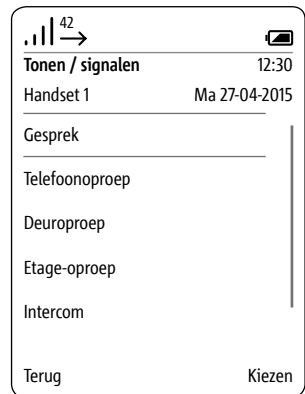 42
Tonen / signalen 12:30
Handset 1 Ma 27-04-2015
Gesprek
Telefoonoproep
Deuroproep
Etage-oproep
Intercom
Terug Kiezen